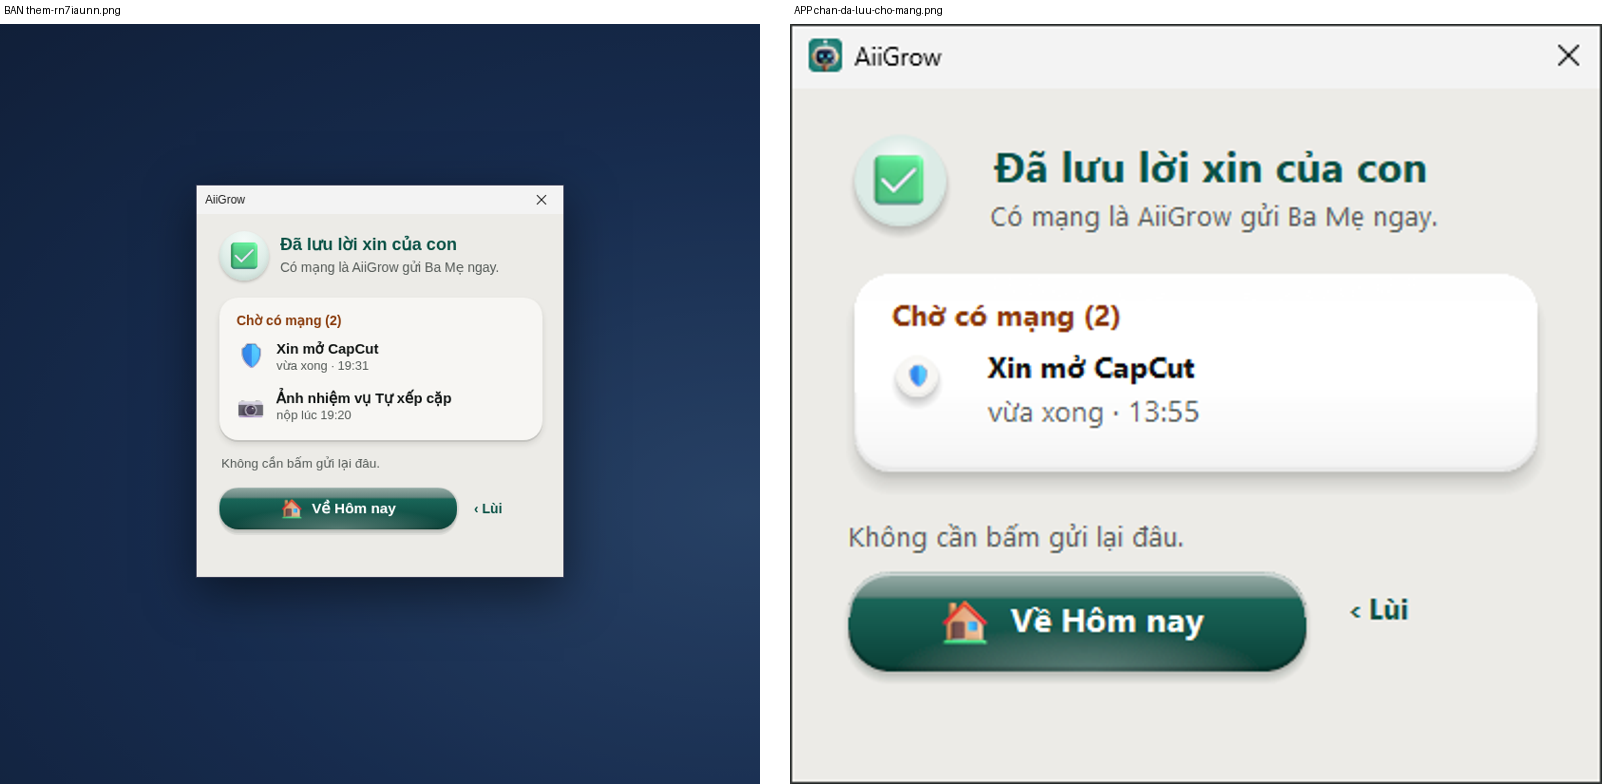 BAN them-rn7iaunn.png
AiiGrow
Đã lưu lời xin của con
Có mạng là AiiGrow gửi Ba Mẹ ngay.
Chờ có mạng (2)
Xin mở CapCut
vừa xong · 19:31
Ảnh nhiệm vụ Tự xếp cặp
nộp lúc 19:20
Không cần bấm gửi lại đâu.
Về Hôm nay
‹ Lùi
APP chan-da-luu-cho-mang.png
AiiGrow
Đã lưu lời xin của con
Có mạng là AiiGrow gửi Ba Mẹ ngay.
Chờ có mạng (2)
Xin mở CapCut
vừa xong · 13:55
Không cần bấm gửi lại đâu.
Về Hôm nay
‹ Lùi